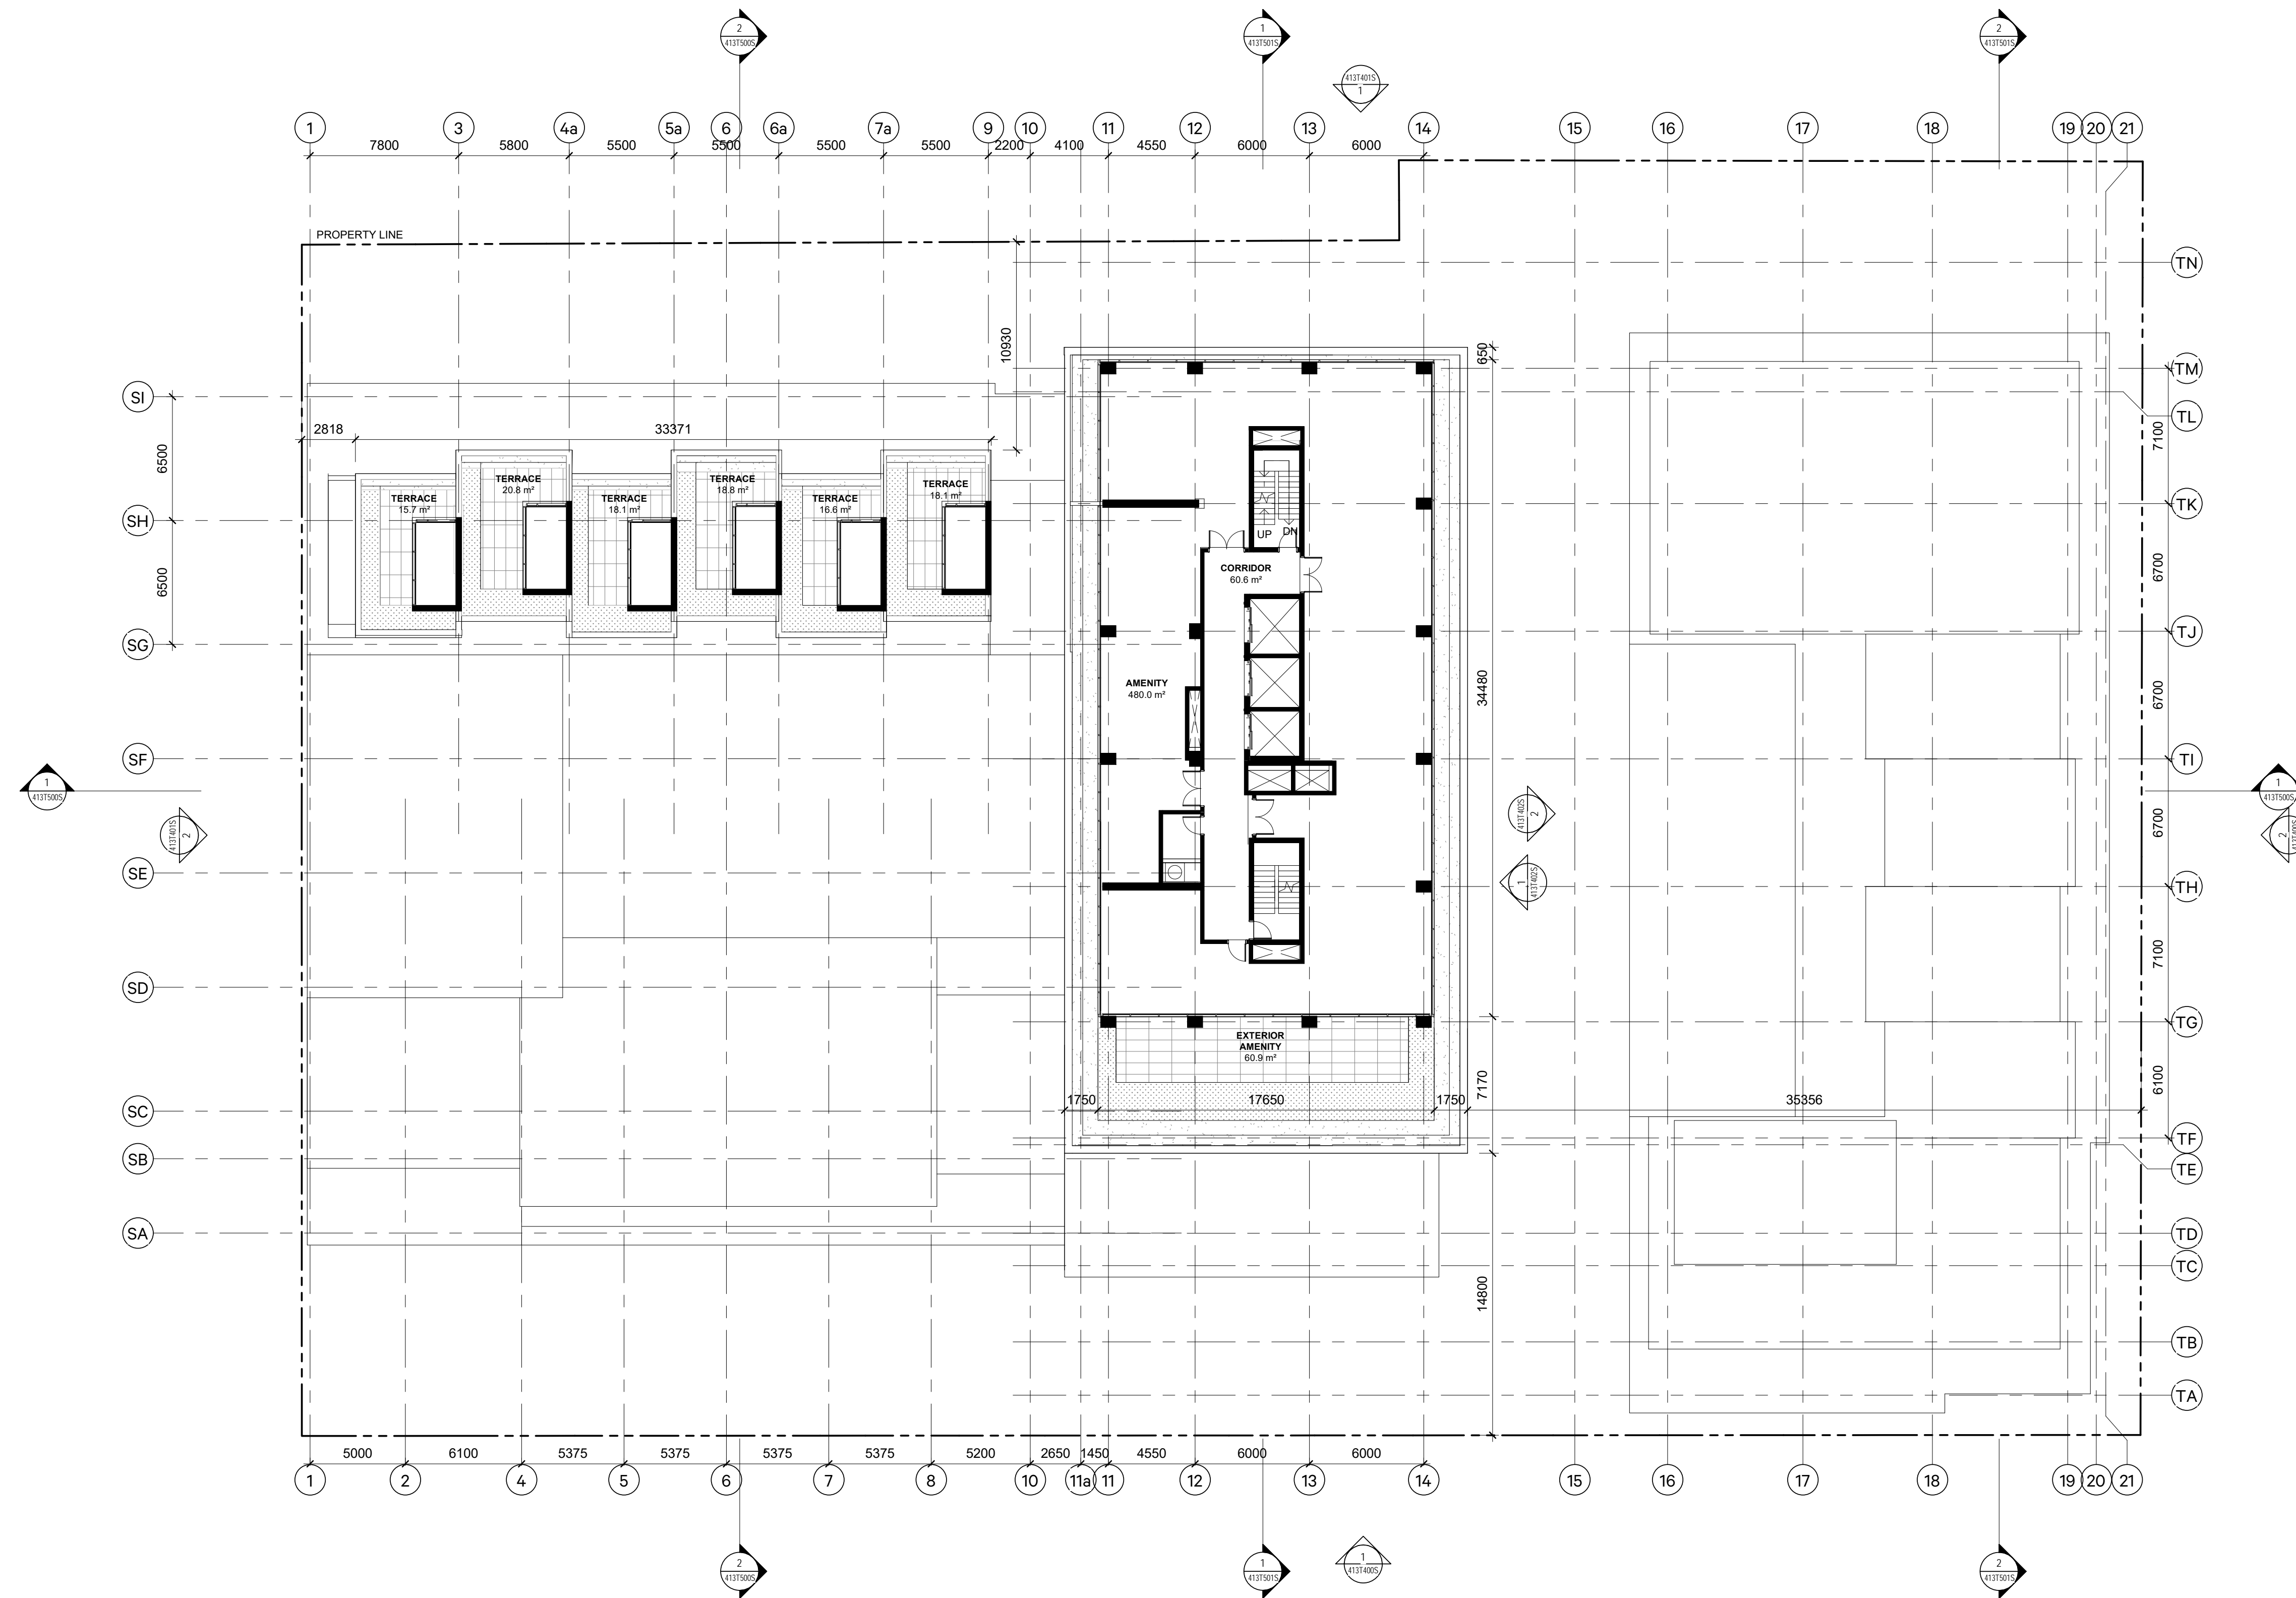 2
413T500S
1
413T501S
2
413T501S
413T401S
1
1
3
4a
5a
6
6a
7a
9
10
11
12
13
14
15
16
17
18
19
20
21
7800
5800
5500
5500
5500
5500
2200
4100
4550
6000
6000
PROPERTY LINE
TN
10930
650
TM
SI
TL
2818
33371
7100
6500
TERRACE
15.7 m²
TERRACE
20.8 m²
TERRACE
18.1 m²
TERRACE
18.8 m²
TERRACE
16.6 m²
TERRACE
18.1 m²
TK
SH
UP
DN
6700
CORRIDOR
60.6 m²
6500
TJ
SG
AMENITY
480.0 m²
34480
6700
SF
TI
1
413T500S
1
413T500S
413T401S
2
413T402S
2
2
413T400S
6700
SE
1
413T402S
TH
7100
SD
TG
EXTERIOR
AMENITY
60.9 m²
7170
6100
1750
17650
1750
35356
SC
TF
SB
TE
SA
TD
TC
14800
TB
TA
5000
6100
5375
5375
5375
5375
5200
2650
1450
4550
6000
6000
1
2
4
5
6
7
8
10
11a
11
12
13
14
15
16
17
18
19
20
21
2
413T500S
1
413T501S
1
413T400S
2
413T501S